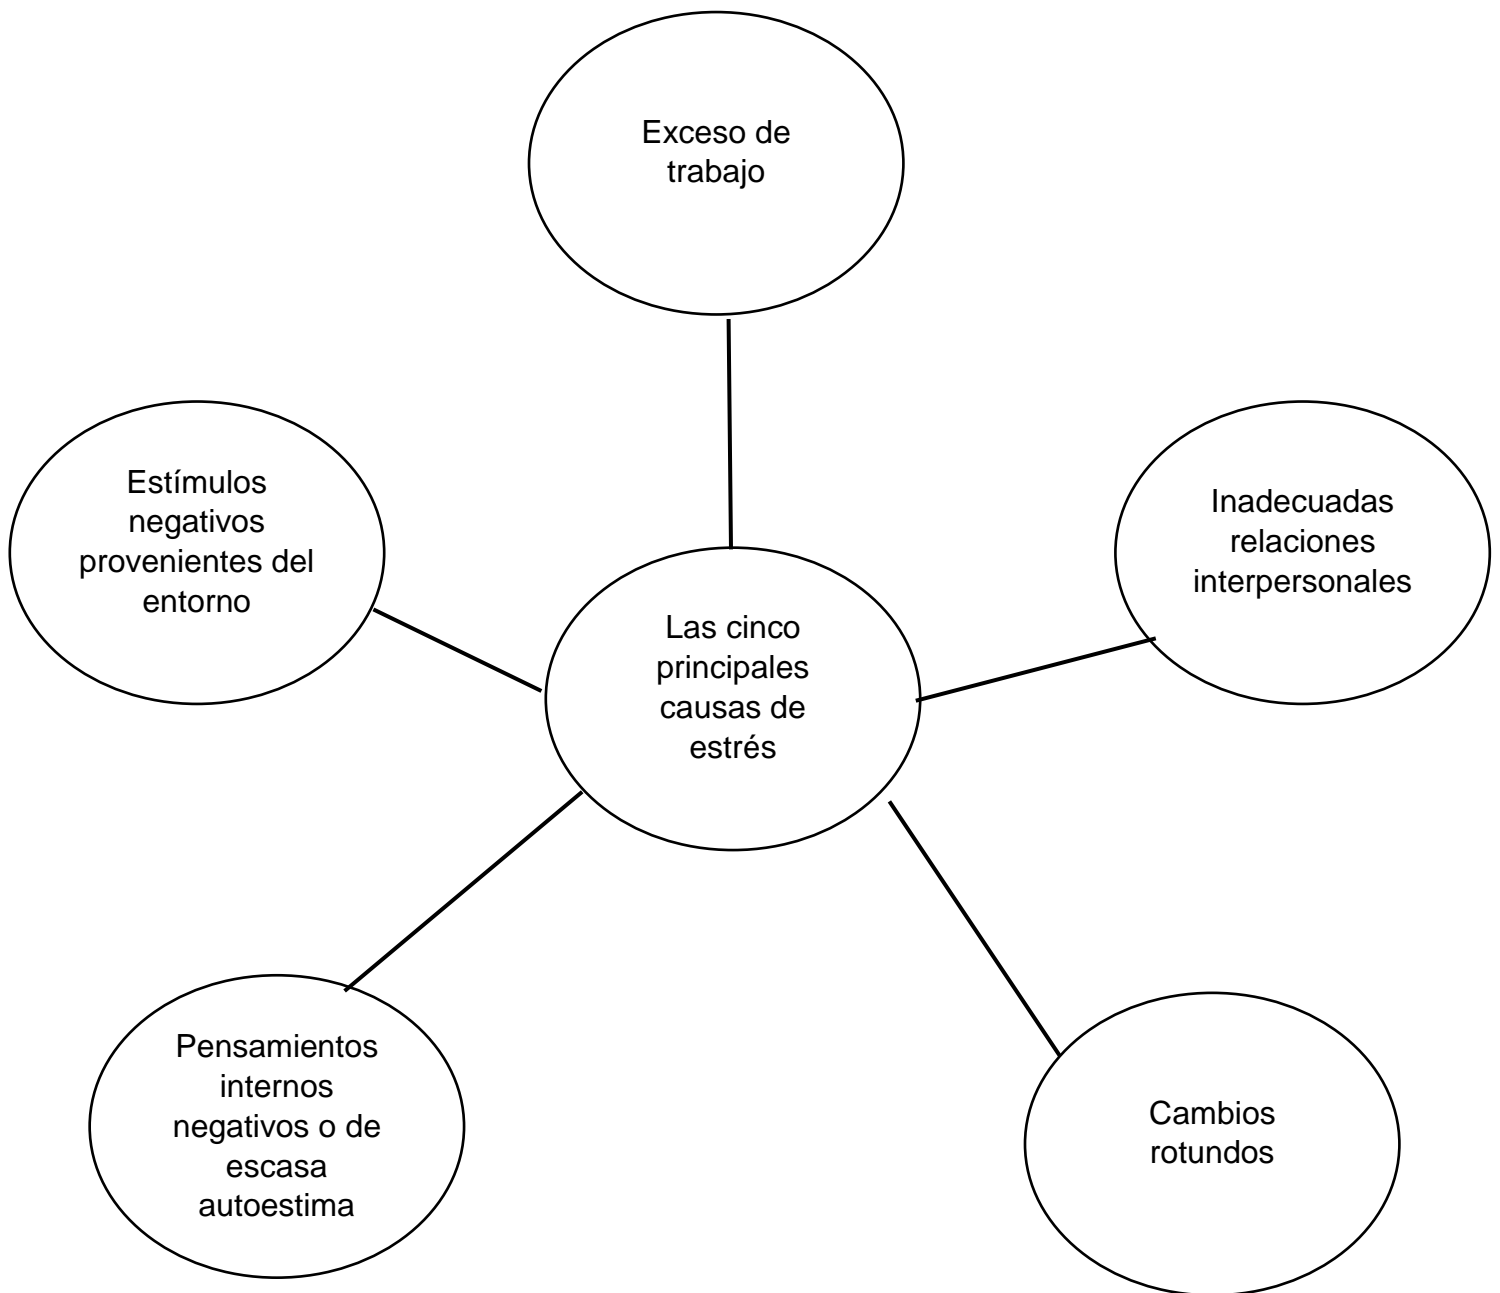 Exceso de
trabajo
Estímulos
negativos
provenientes del
entorno
Inadecuadas
relaciones
interpersonales
Las cinco
principales
causas de
estrés
Pensamientos
internos
negativos o de
escasa
autoestima
Cambios
rotundos